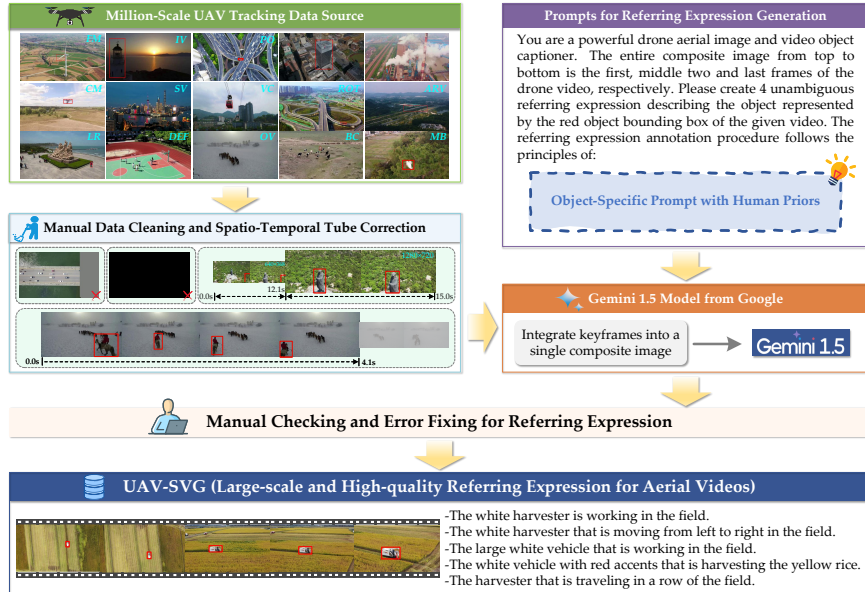 Million-Scale UAV Tracking Data Source
IV
CM
SV
LR
DEF
OV
BC
MB
Manual Data Cleaning and Spatio-Temporal Tube Correction
0.0s
12.1s
15.0s
0.0s
4.1s
Prompts for Referring Expression Generation
You are a powerful drone aerial image and video object
captioner. The entire composite image from top to
bottom is the first, middle two and last frames of the
drone video, respectively. Please create 4 unambiguous
referring expression describing the object represented
by the red object bounding box of the given video. The
referring expression annotation procedure follows the
principles of:
Object-Specific Prompt with Human Priors
Gemini 1.5 Model from Google
Integrate keyframes into a
single composite image
Gemini 1.5
Manual Checking and Error Fixing for Referring Expression
UAV-SVG (Large-scale and High-quality Referring Expression for Aerial Videos)
-The white harvester is working in the field.
-The white harvester that is moving from left to right in the field.
-The large white vehicle that is working in the field.
-The white vehicle with red accents that is harvesting the yellow rice.
-The harvester that is traveling in a row of the field.